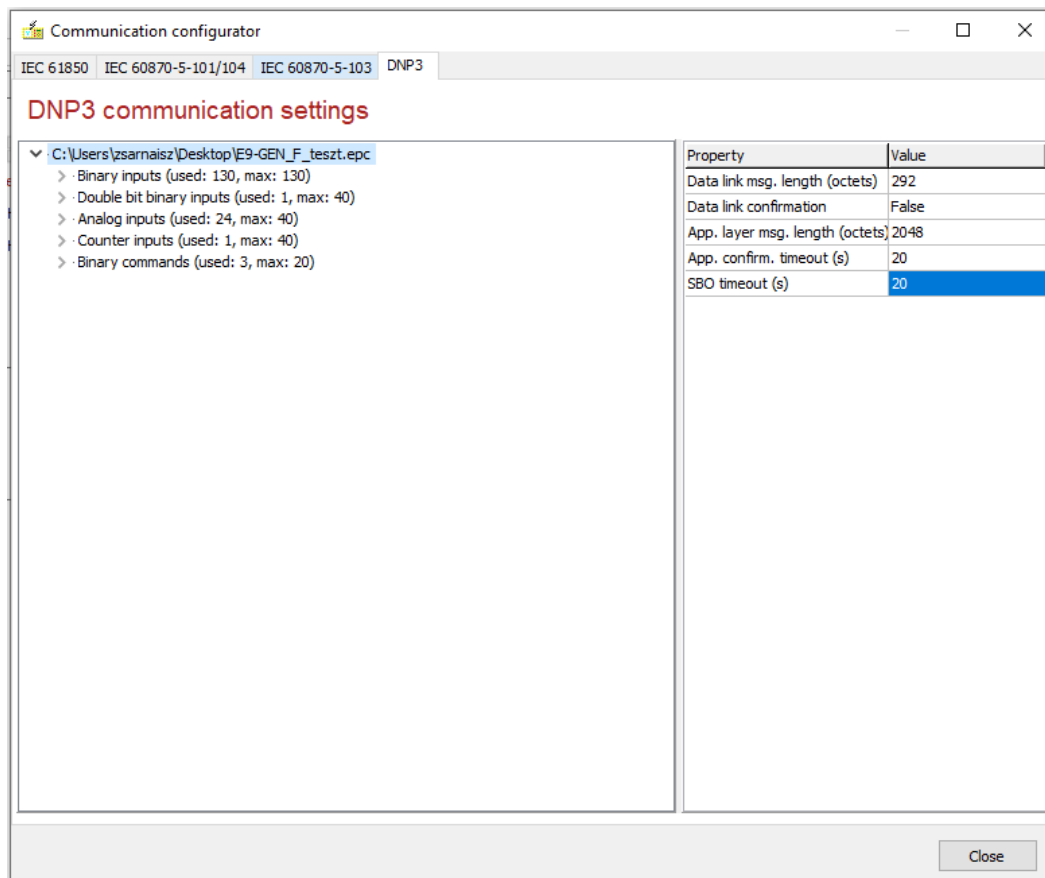 Communication configurator
IEC 61850 IEC 60870-5-101/104 IEC 60870-5-103 DNP3
DNP3 communication settings
C:\Users\zsarnaisz\Desktop\E9-GEN_F_teszt.epc
Binary inputs (used: 130, max: 130)
Double bit binary inputs (used: 1, max: 40)
Analog inputs (used: 24, max: 40)
Counter inputs (used: 1, max: 40)
Binary commands (used: 3, max: 20)
Property Value
Data link msg. length (octets) 292
Data link confirmation False
App. layer msg. length (octets) 2048
App. confirm. timeout (s) 20
SBO timeout (s) 20
Close